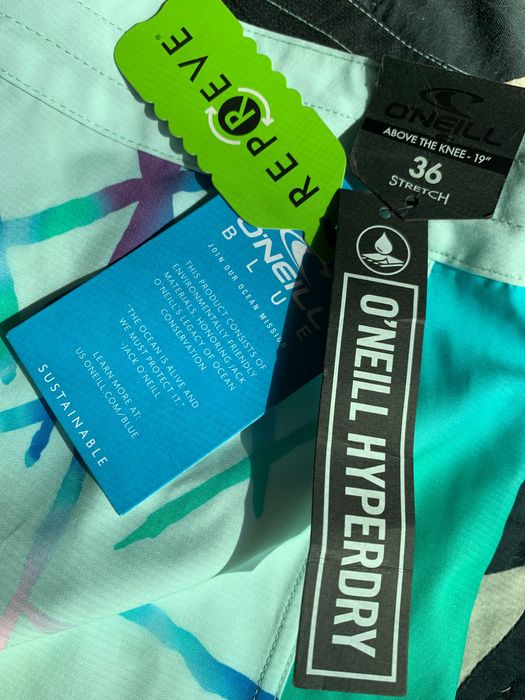 REPREVE
®
R
O'NEILL
ABOVE THE KNEE - 19"
36
STRETCH
O'NEILL
BLUE
JOIN OUR OCEAN MISSION
THIS PRODUCT CONSISTS OF
ENVIRONMENTALLY FRIENDLY
MATERIALS, HONORING JACK
O'NEILL'S LEGACY OF OCEAN
CONSERVATION.
"THE OCEAN IS ALIVE AND
WE MUST PROTECT IT."
-JACK O'NEILL
LEARN MORE AT:
US.ONEILL.COM/BLUE
SUSTAINABLE
O'NEILL HYPERDRY